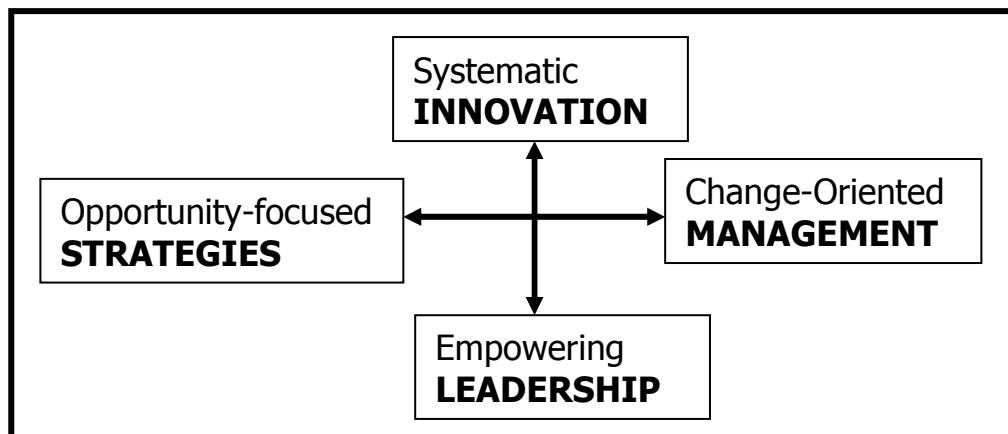 Systematic
INNOVATION
Opportunity-focused
STRATEGIES
Change-Oriented
MANAGEMENT
Empowering
LEADERSHIP